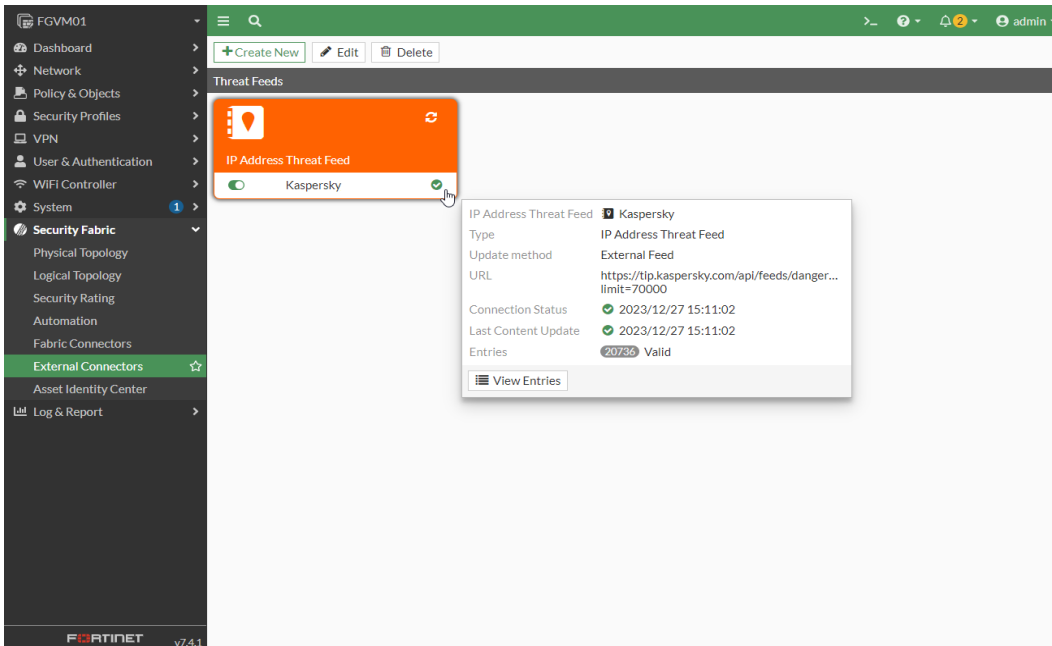 FGVM01
admin
Dashboard
Network
Policy & Objects
Security Profiles
VPN
User & Authentication
WiFi Controller
System 1
Security Fabric
Physical Topology
Logical Topology
Security Rating
Automation
Fabric Connectors
External Connectors
Asset Identity Center
Log & Report
FORTINET v7.4.1
>_ ? 2
+ Create New Edit Delete
Threat Feeds
IP Address Threat Feed
Kaspersky
IP Address Threat Feed Kaspersky
Type IP Address Threat Feed
Update method External Feed
URL https://tip.kaspersky.com/api/feeds/danger...
limit=70000
Connection Status 2023/12/27 15:11:02
Last Content Update 2023/12/27 15:11:02
Entries 20736 Valid
View Entries